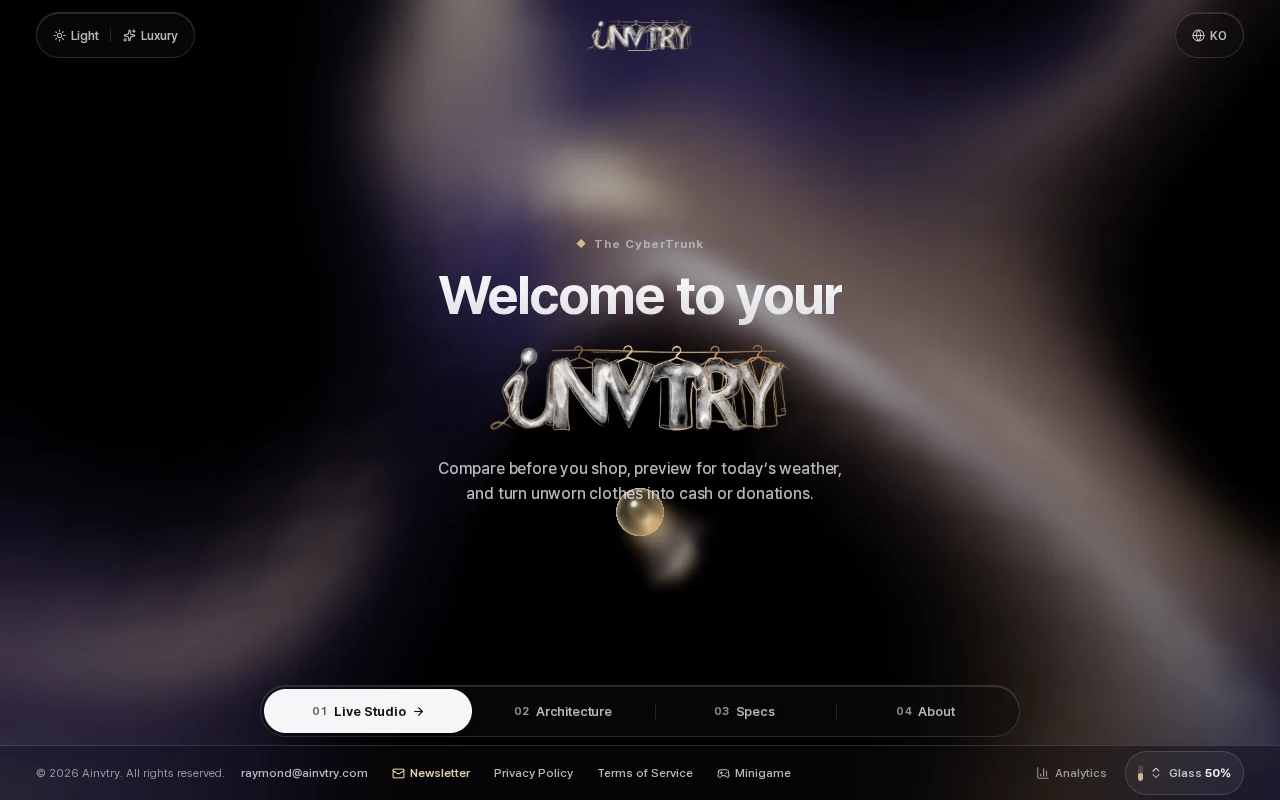 Light
Luxury
iNVTRY
KO
The CyberTrunk
Welcome to your
iNVTRY
Compare before you shop, preview for today's weather,
and turn unworn clothes into cash or donations.
01 Live Studio →
02 Architecture
03 Specs
04 About
© 2026 Ainvtry. All rights reserved.
raymond@ainvtry.com
Newsletter
Privacy Policy
Terms of Service
Minigame
Analytics
Glass 50%